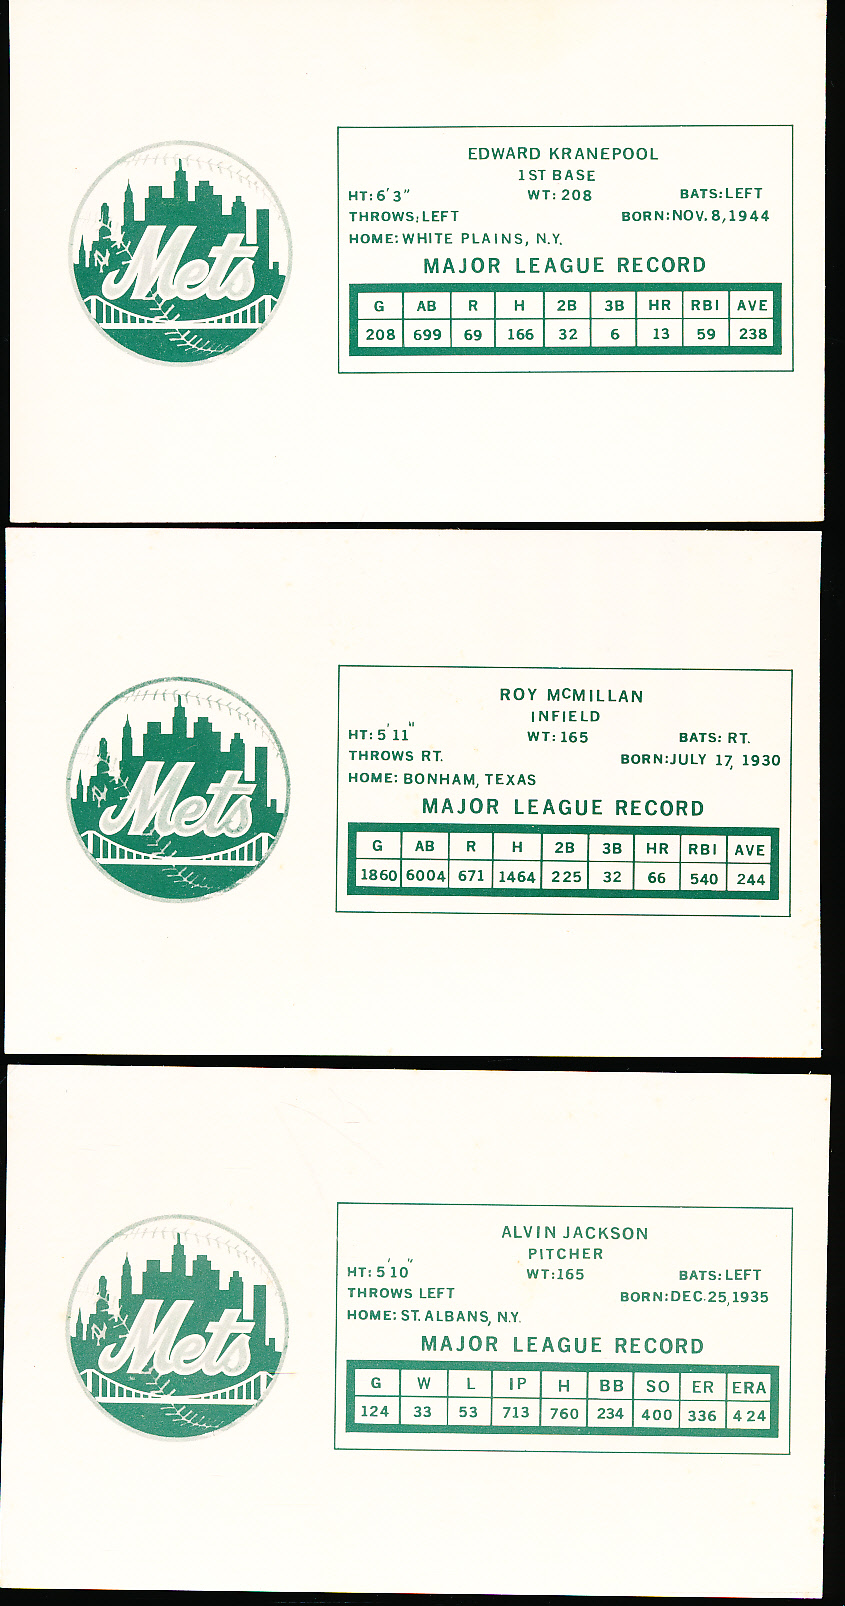 Mets
NY
EDWARD KRANEPOOL
1ST BASE
HT: 6'3" WT: 208 BATS: LEFT
THROWS: LEFT BORN: NOV. 8, 1944
HOME: WHITE PLAINS, N.Y.
MAJOR LEAGUE RECORD
G AB R H 2B 3B HR RBI AVE
208 699 69 166 32 6 13 59 238
Mets
NY
ROY McMILLAN
INFIELD
HT: 5'11" WT: 165 BATS: RT.
THROWS RT. BORN: JULY 17, 1930
HOME: BONHAM, TEXAS
MAJOR LEAGUE RECORD
G AB R H 2B 3B HR RBI AVE
1860 6004 671 1464 225 32 66 540 244
Mets
NY
ALVIN JACKSON
PITCHER
HT: 5'10" WT: 165 BATS: LEFT
THROWS LEFT BORN: DEC. 25, 1935
HOME: ST. ALBANS, N.Y.
MAJOR LEAGUE RECORD
G W L IP H BB SO ER ERA
124 33 53 713 760 234 400 336 4 24